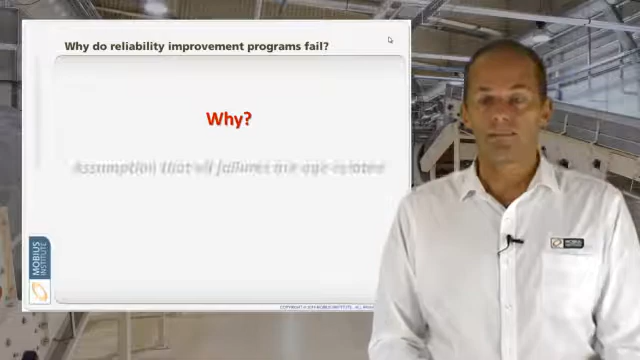 Why do reliability improvement programs fail?
Why?
Assumption that all failures are age-related
MOBIUS
INSTITUTE